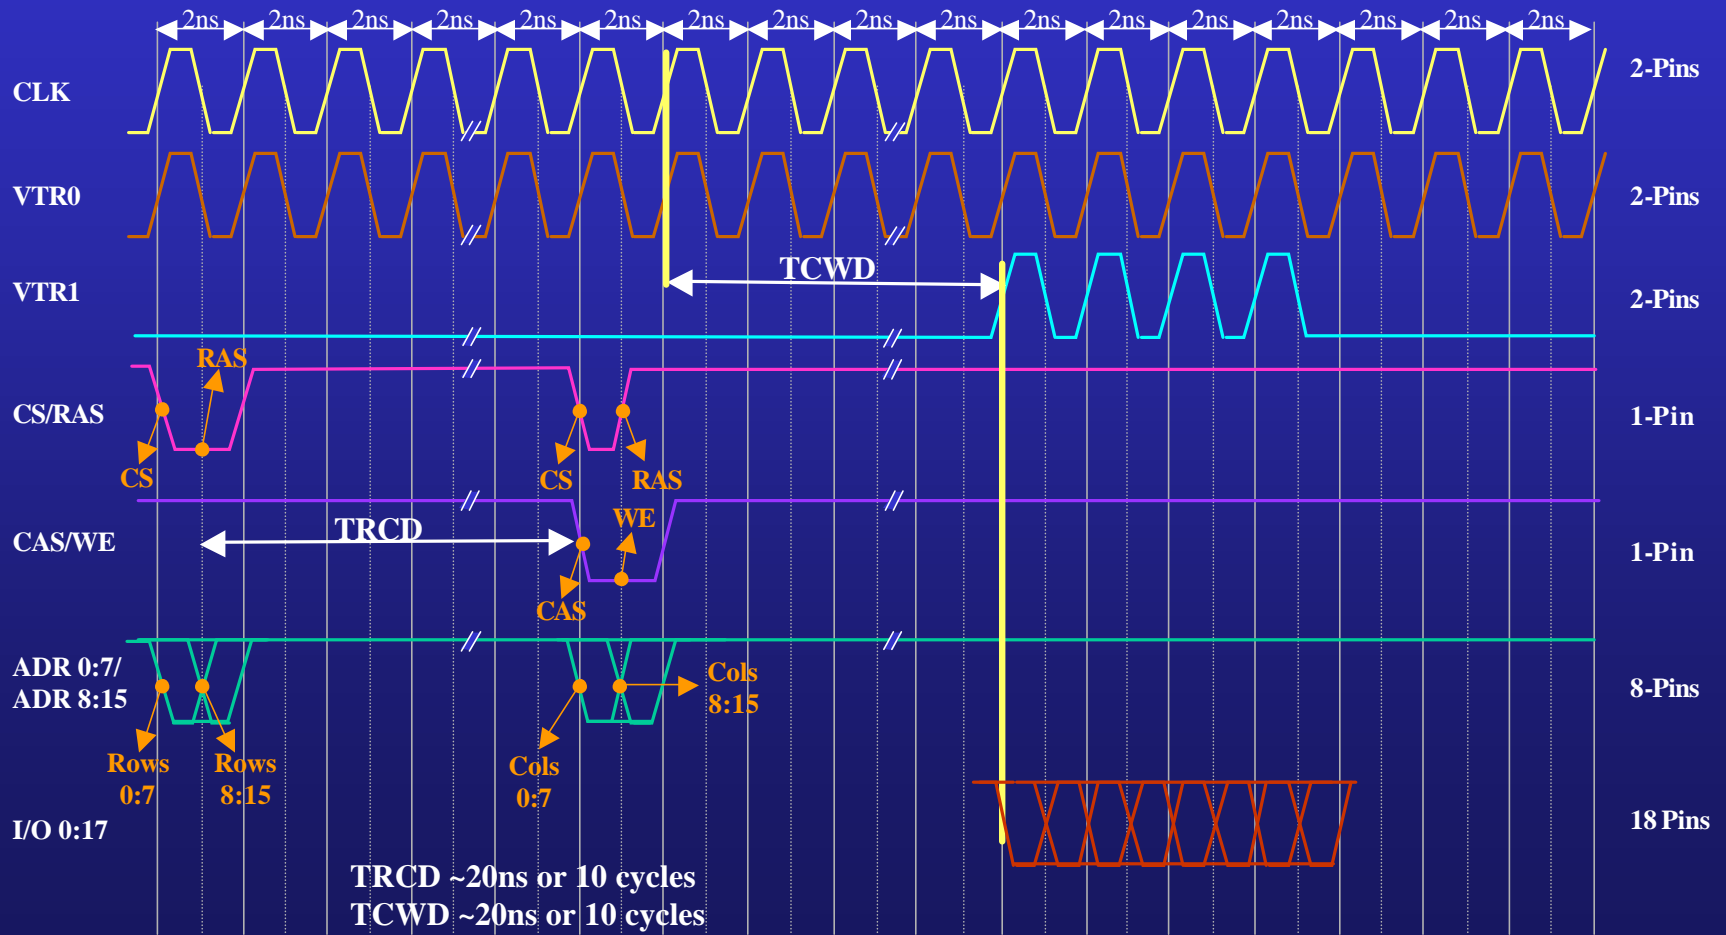 2ns 2ns 2ns 2ns 2ns 2ns 2ns 2ns 2ns 2ns 2ns 2ns 2ns 2ns 2ns 2ns 2ns
CLK 2-Pins
VTR0 2-Pins
TCWD
VTR1 2-Pins
RAS
CS/RAS 1-Pin
CS CS RAS
WE
TRCD
CAS/WE 1-Pin
CAS
ADR 0:7/
ADR 8:15
Cols
8:15
8-Pins
Rows
0:7
Rows
8:15
Cols
0:7
I/O 0:17 18 Pins
TRCD ~20ns or 10 cycles
TCWD ~20ns or 10 cycles